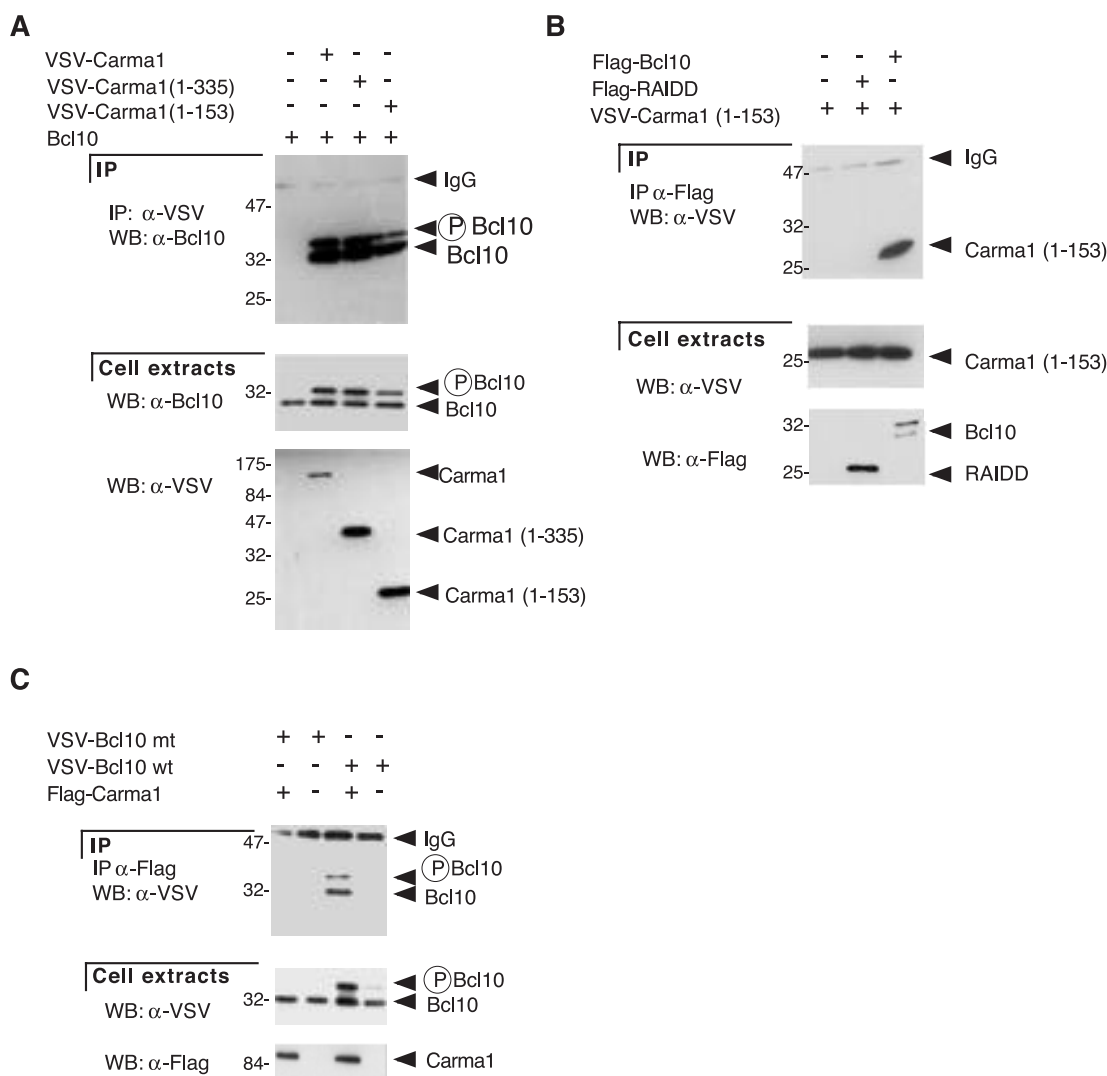 A
VSV-Carma1 - + - -
VSV-Carma1(1-335) - - + -
VSV-Carma1(1-153) - - - +
Bcl10 + + + +
IP
IP: α-VSV
WB: α-Bcl10
47-
32-
25-
IgG
P Bcl10
Bcl10
Cell extracts
WB: α-Bcl10
32-
P Bcl10
Bcl10
WB: α-VSV
175-
84-
47-
32-
25-
Carma1
Carma1 (1-335)
Carma1 (1-153)
B
Flag-Bcl10 - - +
Flag-RAIDD - + -
VSV-Carma1 (1-153) + + +
IP
IP α-Flag
WB: α-VSV
47-
32-
25-
IgG
Carma1 (1-153)
Cell extracts
WB: α-VSV
25-
Carma1 (1-153)
WB: α-Flag
32-
25-
Bcl10
RAIDD
C
VSV-Bcl10 mt + + - -
VSV-Bcl10 wt - - + +
Flag-Carma1 + - + -
IP
IP α-Flag
WB: α-VSV
47-
32-
IgG
P Bcl10
Bcl10
Cell extracts
WB: α-VSV
32-
P Bcl10
Bcl10
WB: α-Flag
84-
Carma1